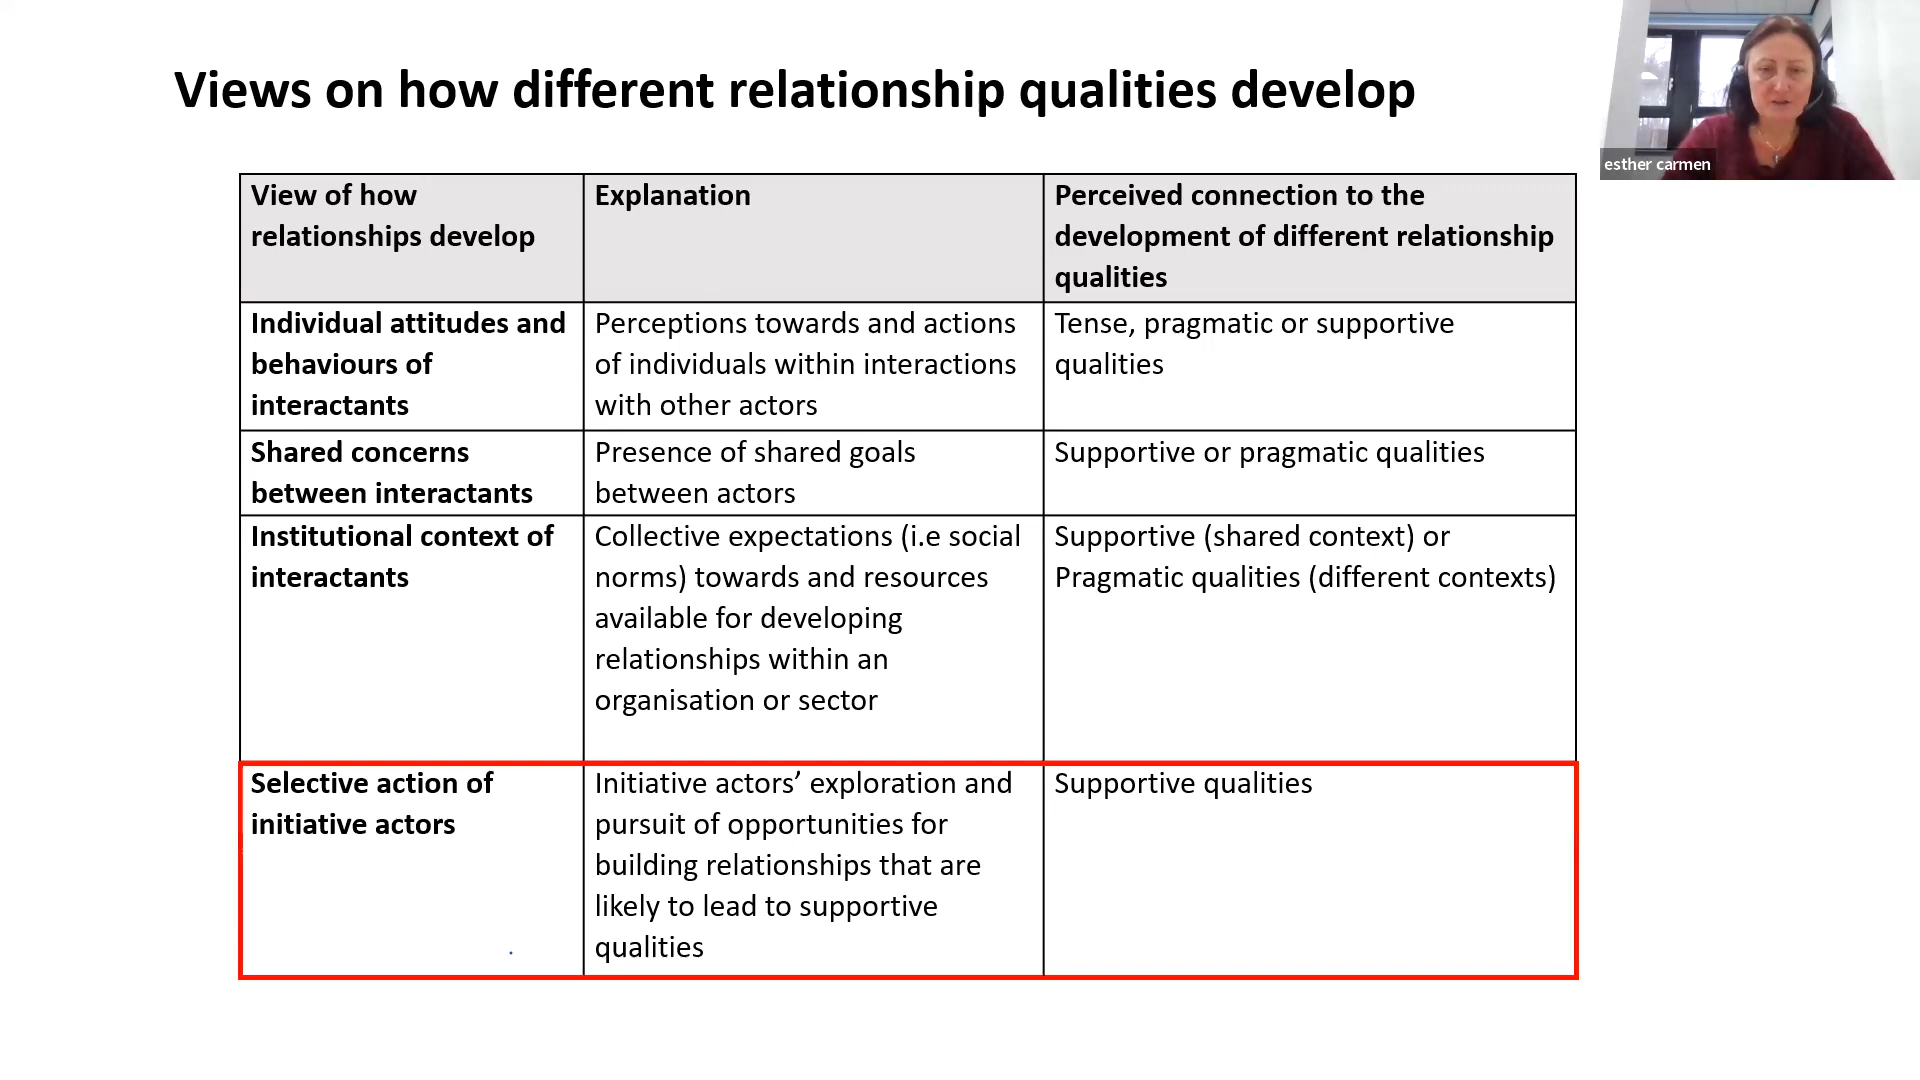 Views on how different relationship qualities develop
esther carmen
View of how
relationships develop
Explanation
Perceived connection to the
development of different relationship
qualities
Individual attitudes and
behaviours of
interactants
Perceptions towards and actions
of individuals within interactions
with other actors
Tense, pragmatic or supportive
qualities
Shared concerns
between interactants
Presence of shared goals
between actors
Supportive or pragmatic qualities
Institutional context of
interactants
Collective expectations (i.e social
norms) towards and resources
available for developing
relationships within an
organisation or sector
Supportive (shared context) or
Pragmatic qualities (different contexts)
Selective action of
initiative actors
Initiative actors’ exploration and
pursuit of opportunities for
building relationships that are
likely to lead to supportive
qualities
Supportive qualities